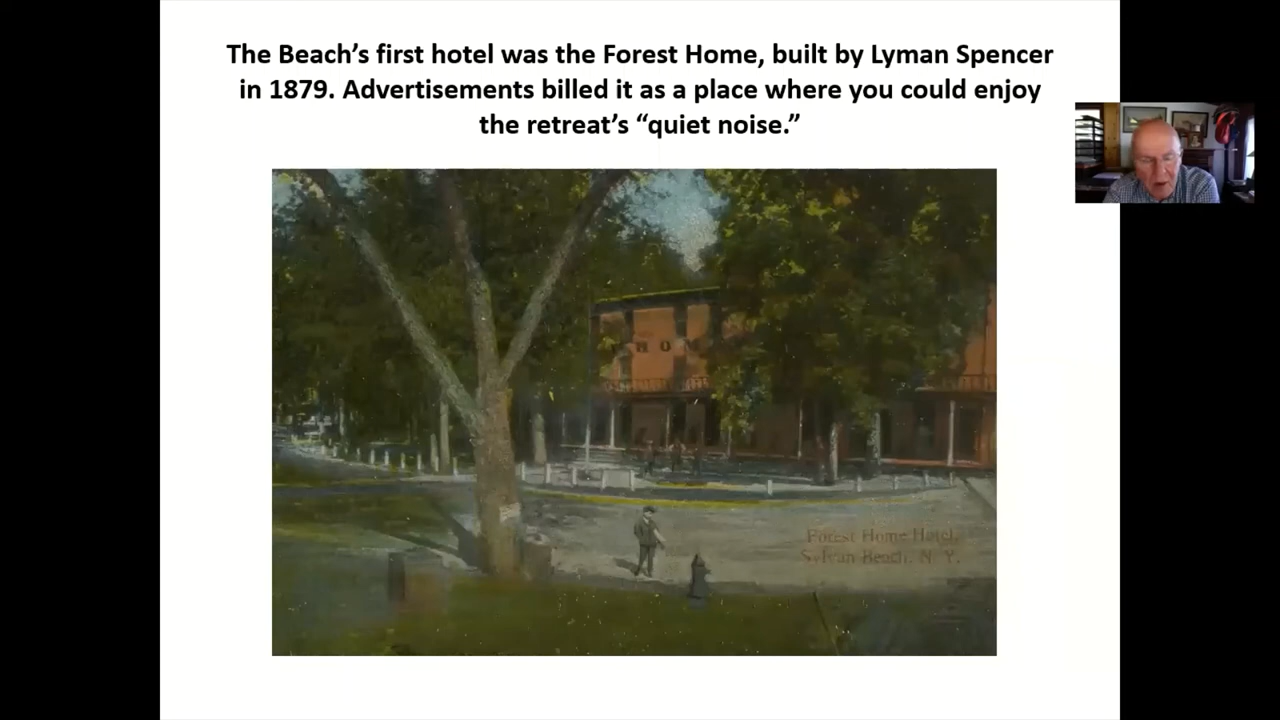 The Beach’s first hotel was the Forest Home, built by Lyman Spencer
in 1879. Advertisements billed it as a place where you could enjoy
the retreat’s “quiet noise.”
HOM
Forest Home Hotel,
Sylvan Beach, N. Y.